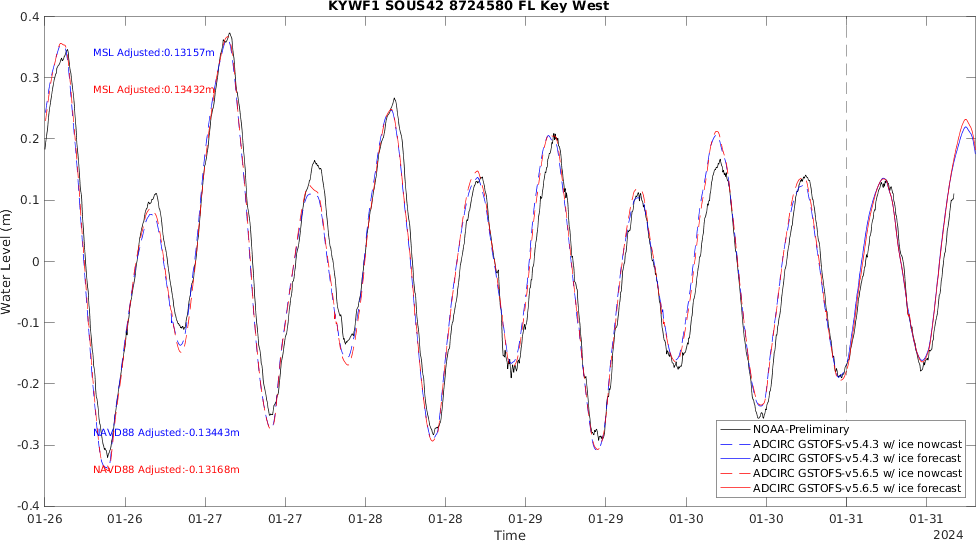 KYWF1 SOUS42 8724580 FL Key West
0.4
0.3
0.2
0.1
0
-0.1
-0.2
-0.3
-0.4
Water Level (m)
MSL Adjusted:0.13157m
MSL Adjusted:0.13432m
NAVD88 Adjusted:-0.13443m
NAVD88 Adjusted:-0.13168m
NOAA-Preliminary
ADCIRC GSTOFS-v5.4.3 w/ ice nowcast
ADCIRC GSTOFS-v5.4.3 w/ ice forecast
ADCIRC GSTOFS-v5.6.5 w/ ice nowcast
ADCIRC GSTOFS-v5.6.5 w/ ice forecast
01-26 01-26 01-27 01-27 01-28 01-28 01-29 01-29 01-30 01-30 01-31 01-31
2024
Time